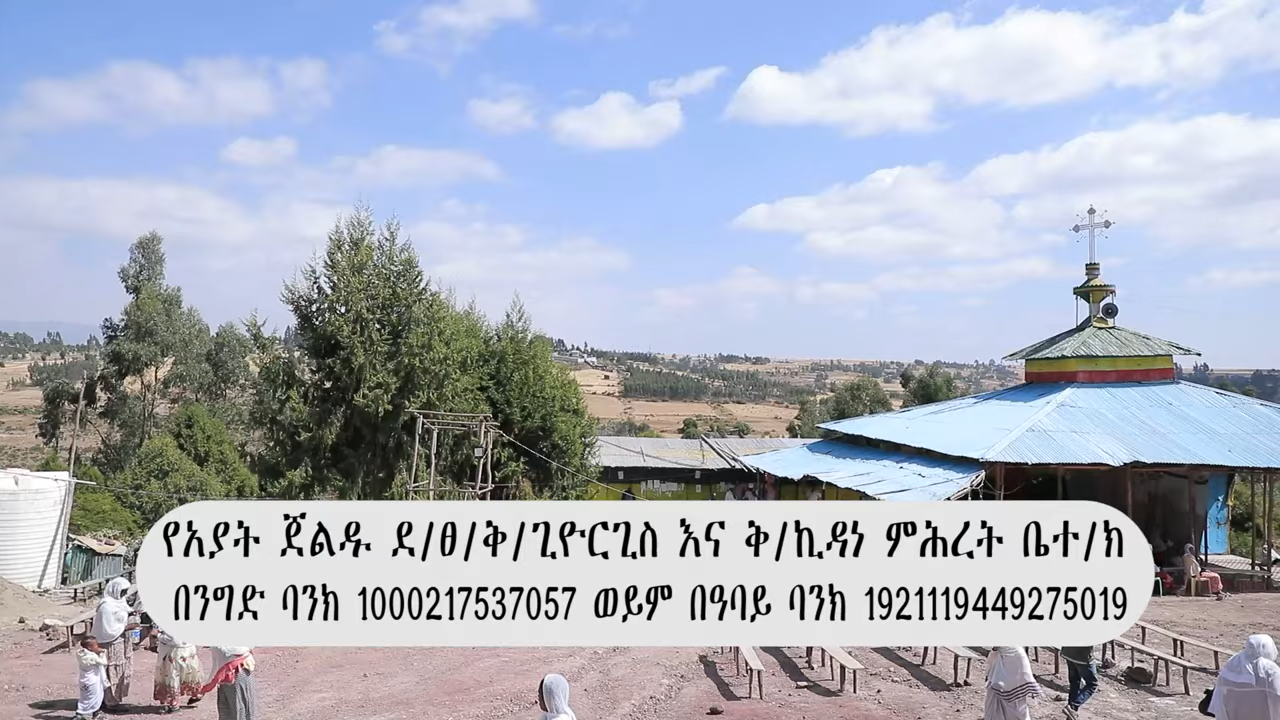 የአያት ጀልዱ ደ/ፀ/ቅ/ጊዮርጊስ እና ቅ/ኪዳነ ምሕረት ቤተ/ክ
በንግድ ባንክ 1000217537057 ወይም በዓባይ ባንክ 1921119449275019